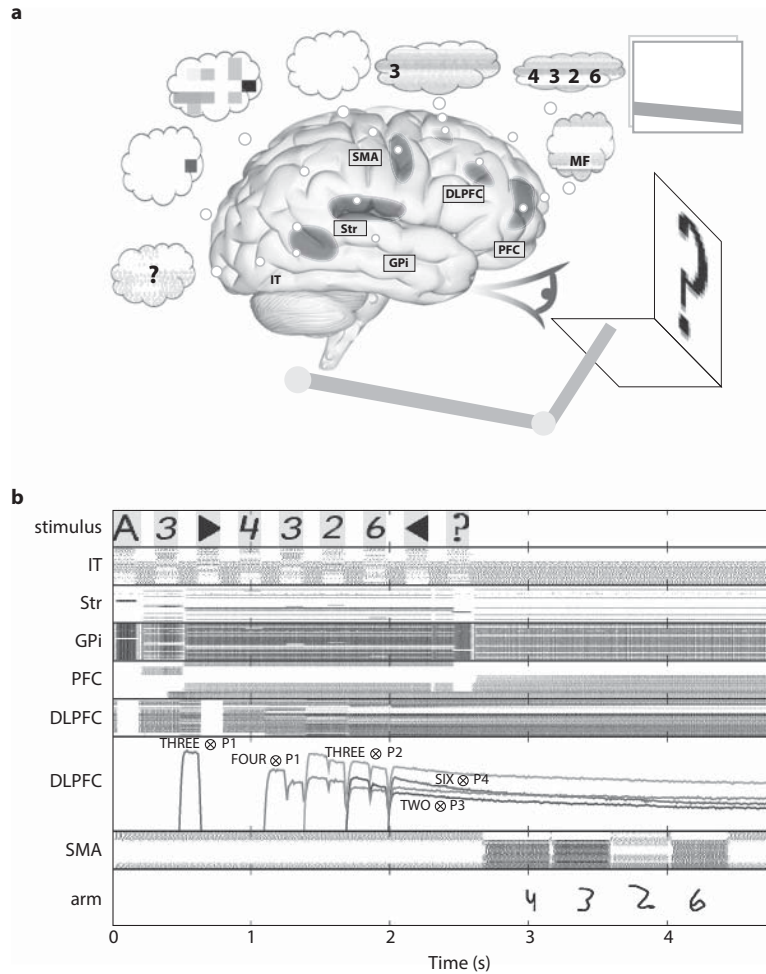 a
3
4 3 2 6
SMA
MF
DLPFC
Str
GPi
PFC
IT
?
?
b
stimulus A 3 ▶ 4 3 2 6 ◀ ?
IT
Str
GPi
PFC
DLPFC
THREE ⊗ P1
FOUR ⊗ P1
THREE ⊗ P2
SIX ⊗ P4
TWO ⊗ P3
DLPFC
SMA
arm 4 3 2 6
0 1 2 3 4
Time (s)